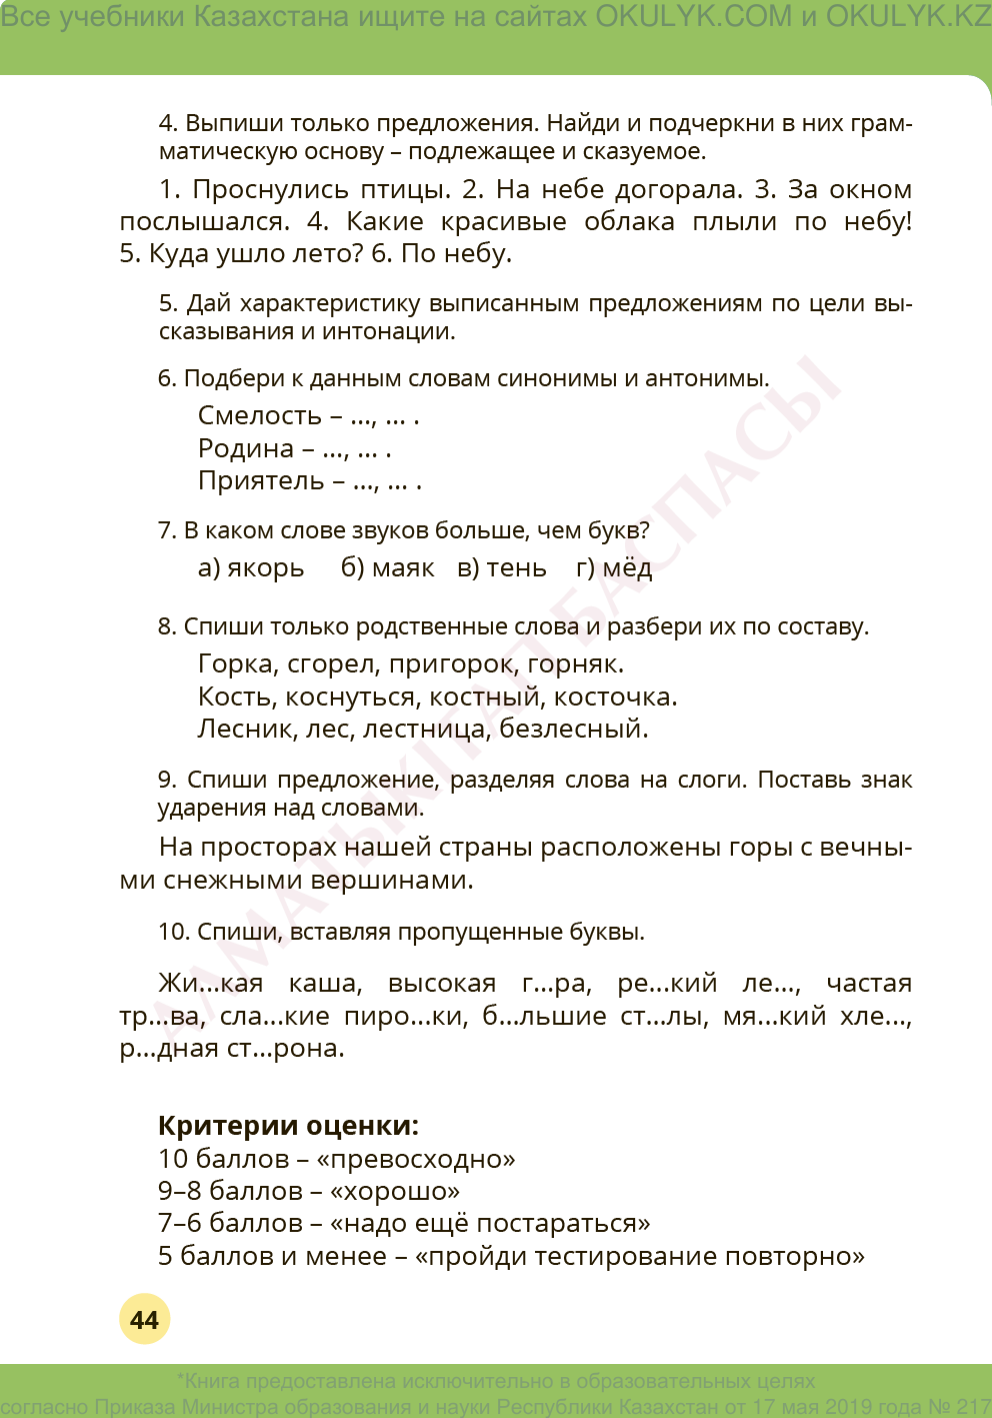 Все учебники Казахстана ищите на сайтах OKULYK.COM и OKULYK.KZ
4. Выпиши только предложения. Найди и подчеркни в них грам-
матическую основу – подлежащее и сказуемое.
1. Проснулись птицы. 2. На небе догорала. 3. За окном
послышался. 4. Какие красивые облака плыли по небу!
5. Куда ушло лето? 6. По небу.
5. Дай характеристику выписанным предложениям по цели вы-
сказывания и интонации.
6. Подбери к данным словам синонимы и антонимы.
Смелость – ..., ... .
Родина – ..., ... .
Приятель – ..., ... .
7. В каком слове звуков больше, чем букв?
а) якорь б) маяк в) тень г) мёд
8. Спиши только родственные слова и разбери их по составу.
Горка, сгорел, пригорок, горняк.
Кость, коснуться, костный, косточка.
Лесник, лес, лестница, безлесный.
9. Спиши предложение, разделяя слова на слоги. Поставь знак
ударения над словами.
На просторах нашей страны расположены горы с вечны-
ми снежными вершинами.
10. Спиши, вставляя пропущенные буквы.
Жи...кая каша, высокая г...ра, ре...кий ле..., частая
тр...ва, сла...кие пиро...ки, б...льшие ст...лы, мя...кий хле...,
р...дная ст...рона.
Критерии оценки:
10 баллов – «превосходно»
9–8 баллов – «хорошо»
7–6 баллов – «надо ещё постараться»
5 баллов и менее – «пройди тестирование повторно»
44
АЛМАТЫКІТАП БАСПАСЫ
*Книга предоставлена исключительно в образовательных целях
согласно Приказа Министра образования и науки Республики Казахстан от 17 мая 2019 года № 217